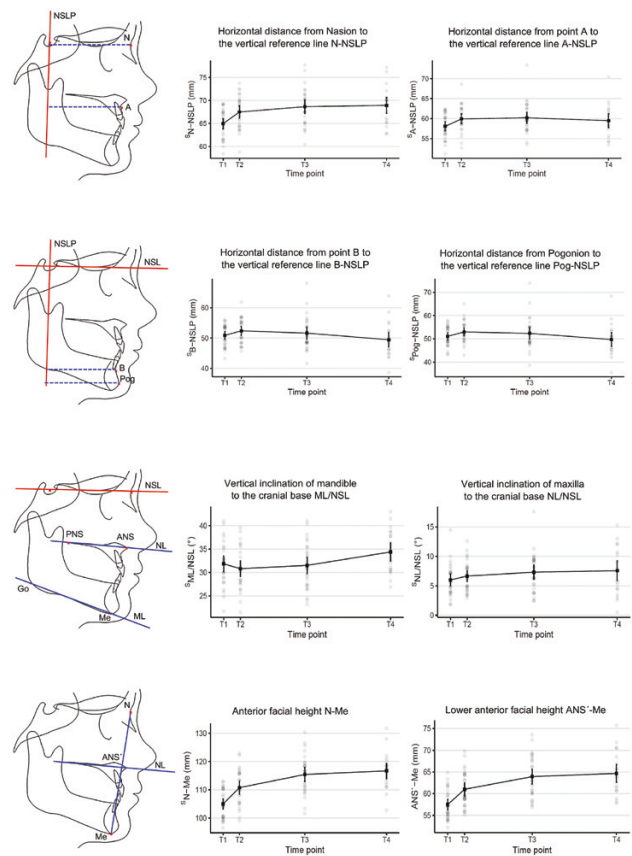 NSLP
N
A
Horizontal distance from Nasion to
the vertical reference line N-NSLP
75
70
65
60
ˢN−NSLP (mm)
T1 T2 T3 T4
Time point
Horizontal distance from point A to
the vertical reference line A-NSLP
70
65
60
55
ˢA−NSLP (mm)
T1 T2 T3 T4
Time point
NSLP
NSL
B
Pog
Horizontal distance from point B to
the vertical reference line B-NSLP
60
50
40
ˢB−NSLP (mm)
T1 T2 T3 T4
Time point
Horizontal distance from Pogonion to
the vertical reference line Pog-NSLP
70
60
50
40
ˢPog−NSLP (mm)
T1 T2 T3 T4
Time point
NSL
PNS
ANS
NL
Go
Me
ML
Vertical inclination of mandible
to the cranial base ML/NSL
40
35
30
25
ˢML/NSL (°)
T1 T2 T3 T4
Time point
Vertical inclination of maxilla
to the cranial base NL/NSL
15
10
5
0
ˢNL/NSL (°)
T1 T2 T3 T4
Time point
N
ANS´
NL
Me
Anterior facial height N-Me
130
120
110
100
ˢN−Me (mm)
T1 T2 T3 T4
Time point
Lower anterior facial height ANS´-Me
75
70
65
60
55
ANS´−Me (mm)
T1 T2 T3 T4
Time point